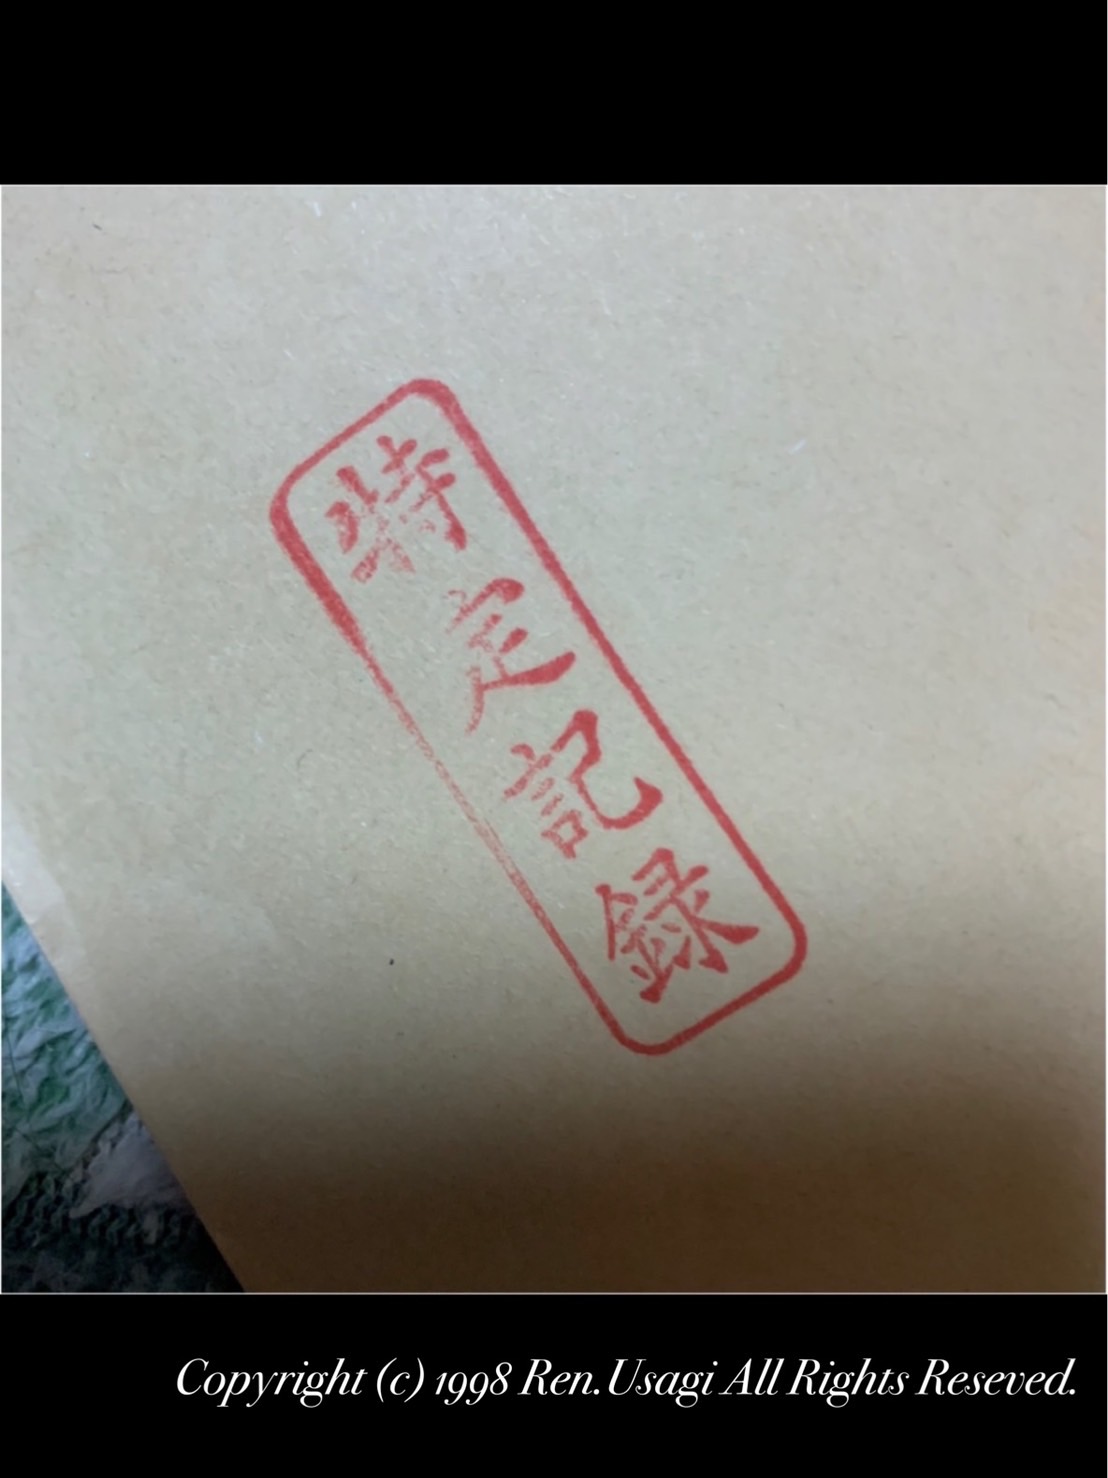 特定記録
Copyright (c) 1998 Ren.Usagi All Rights Reseved.